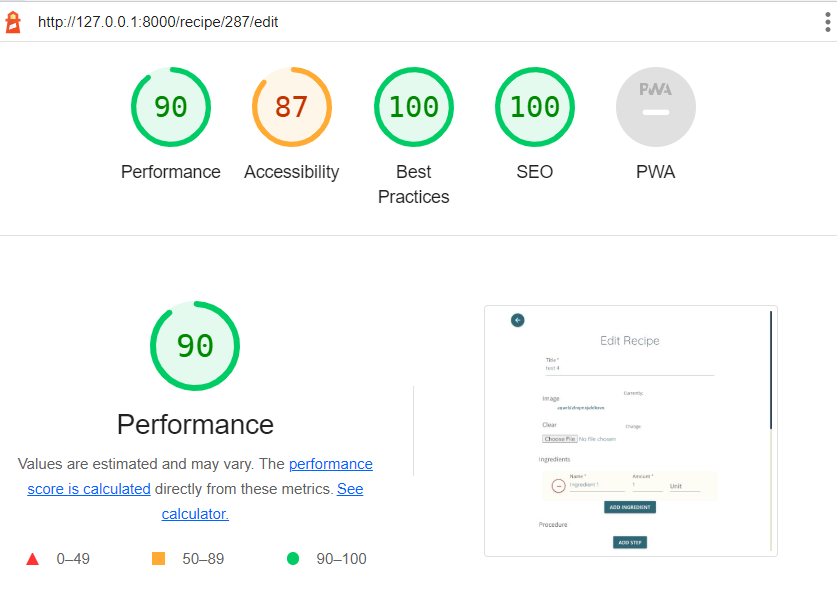 http://127.0.0.1:8000/recipe/287/edit
90
87
100
100
PWA
Performance
Accessibility
Best
Practices
SEO
PWA
90
Performance
Values are estimated and may vary. The performance
score is calculated directly from these metrics. See
calculator.
0–49
50–89
90–100
Edit Recipe
Title *
test 4
Image
Currently:
Clear
Change:
Choose File No file chosen
Ingredients
Name *
Ingredient 1
Amount *
1
Unit
ADD INGREDIENT
Procedure
ADD STEP